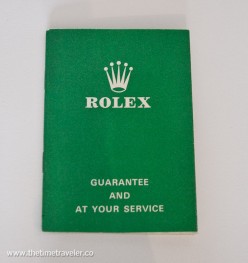 ROLEX
GUARANTEE
AND
AT YOUR SERVICE
www.thetimetraveler.co